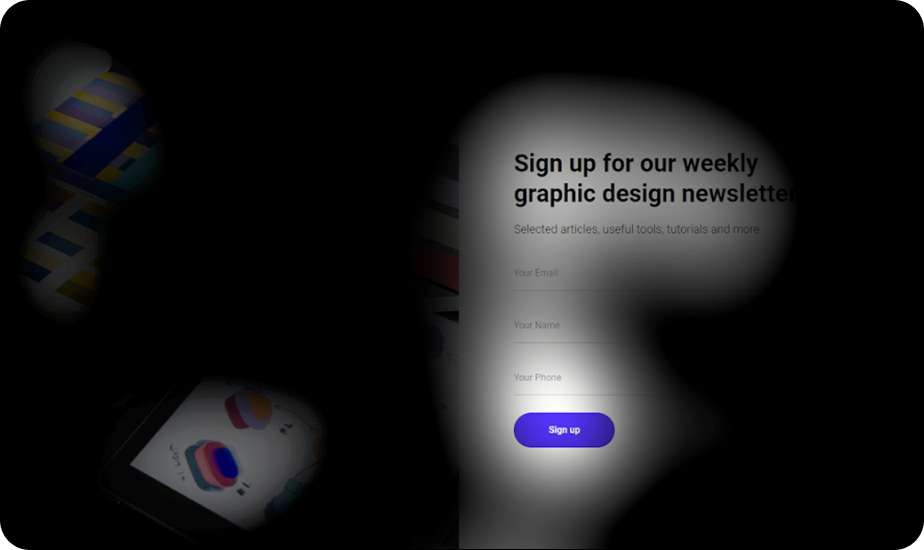 Sign up for our weekly
graphic design newsletter
Selected articles, useful tools, tutorials and more
Your Email
Your Name
Your Phone
Sign up
#L
#L